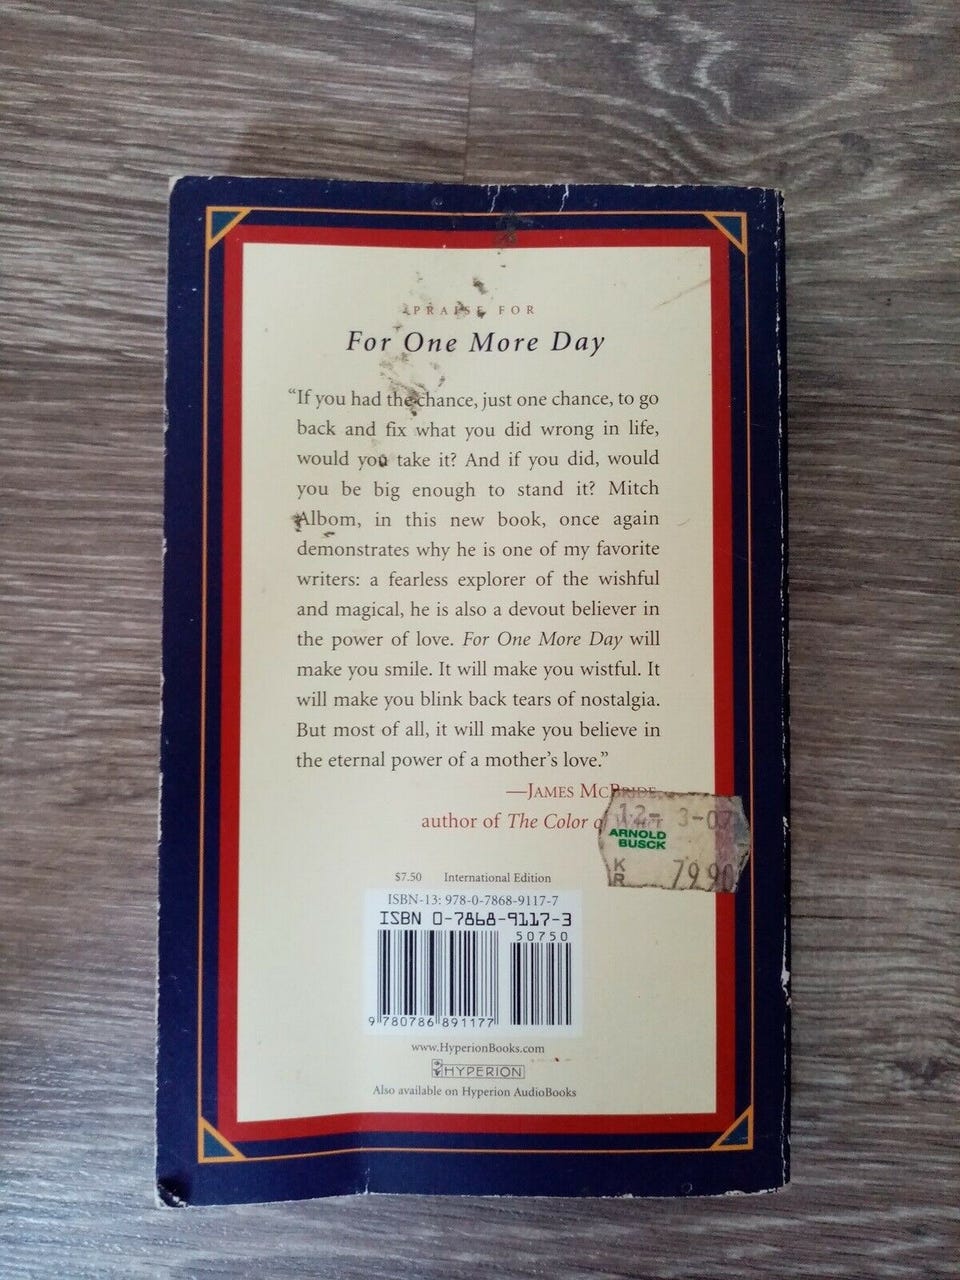 PRAISE FOR
For One More Day
“If you had the chance, just one chance, to go
back and fix what you did wrong in life,
would you take it? And if you did, would
you be big enough to stand it? Mitch
Albom, in this new book, once again
demonstrates why he is one of my favorite
writers: a fearless explorer of the wishful
and magical, he is also a devout believer in
the power of love. For One More Day will
make you smile. It will make you wistful. It
will make you blink back tears of nostalgia.
But most of all, it will make you believe in
the eternal power of a mother’s love.”
—JAMES MCBRIDE,
author of The Color of Water
12- 3-07
ARNOLD
BUSCK
KR 79.90
$7.50 International Edition
ISBN-13: 978-0-7868-9117-7
ISBN 0-7868-9117-3
50750
9 780786 891177
www.HyperionBooks.com
HYPERION
Also available on Hyperion AudioBooks